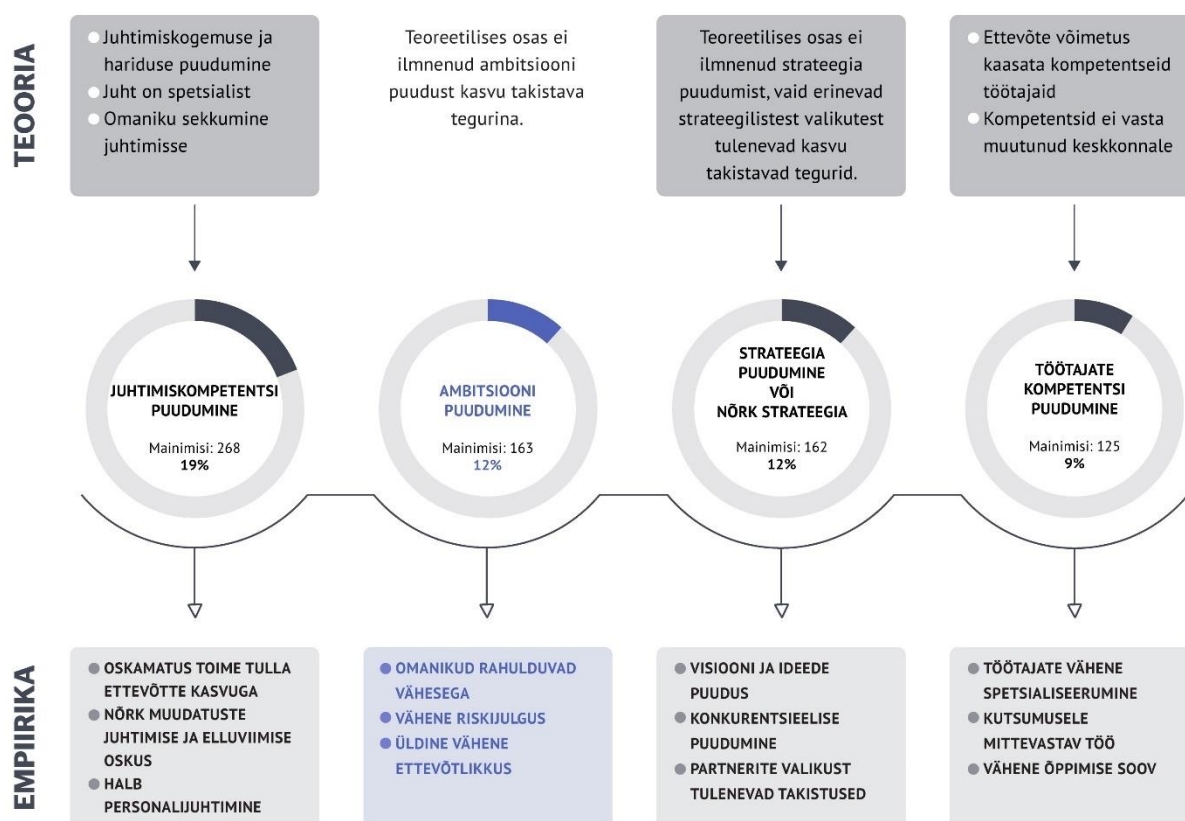 TEOORIA
Juhtimiskogemuse ja
hariduse puudumine
Juht on spetsialist
Omaniku sekkumine
juhtimisse
Teoreetilises osas ei
ilmnenud ambitsiooni
puudust kasvu takistava
tegurina.
Teoreetilises osas ei
ilmnenud strateegia
puudumist, vaid erinevad
strateegilistest valikutest
tulenevad kasvu
takistavad tegurid.
Ettevõte võimetus
kaasata kompetentseid
töötajaid
Kompetentsid ei vasta
muutunud keskkonnale
JUHTIMISKOMPETENTSI
PUUDUMINE
Mainimisi: 268
19%
AMBITSIOONI
PUUDUMINE
Mainimisi: 163
12%
STRATEEGIA
PUUDUMINE
VÕI
NÕRK STRATEEGIA
Mainimisi: 162
12%
TÖÖTAJATE
KOMPETENTSI
PUUDUMINE
Mainimisi: 125
9%
EMPIIRIKA
OSKAMATUS TOIME TULLA
ETTEVÕTTE KASVUGA
NÕRK MUUDATUSTE
JUHTIMISE JA ELLUVIIMISE
OSKUS
HALB
PERSONALIJUHTIMINE
OMANIKUD RAHULDUVAD
VÄHESEGA
VÄHENE RISKIJULGUS
ÜLDINE VÄHENE
ETTEVÕTLIKKUS
VISIOONI JA IDEEDE
PUUDUS
KONKURENTSIEELISE
PUUDUMINE
PARTNERITE VALIKUST
TULENEVAD TAKISTUSED
TÖÖTAJATE VÄHENE
SPETSIALISEERUMINE
KUTSUMUSELE
MITTEVASTAV TÖÖ
VÄHENE ÕPPIMISE SOOV